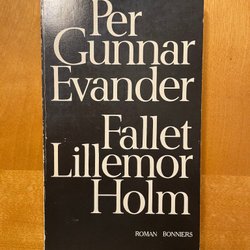 Per
Gunnar
Evander
Fallet
Lillemor
Holm
ROMAN BONNIERS